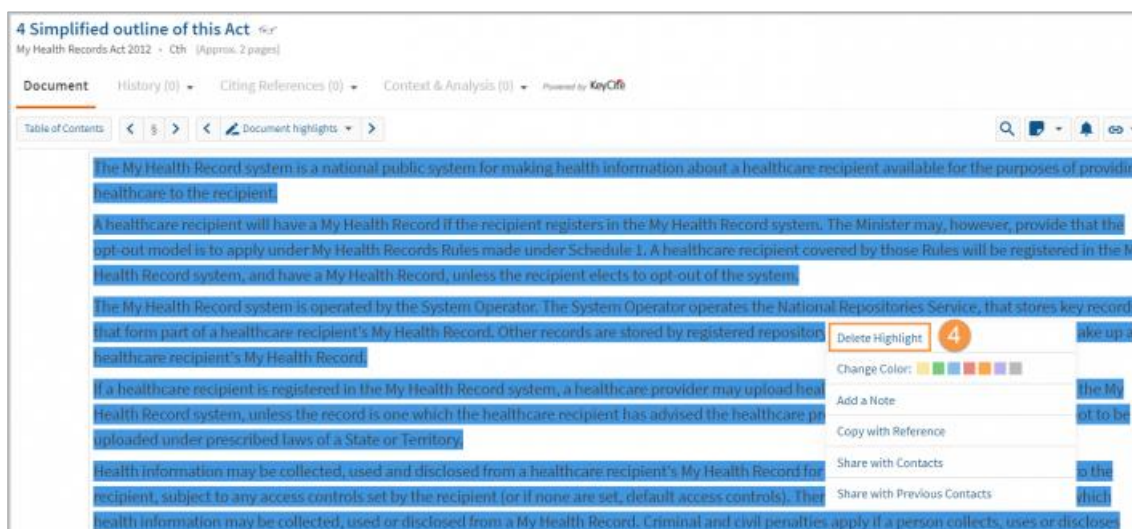 4 Simplified outline of this Act
My Health Records Act 2012 - Cth (Approx. 2 pages)
Document History (0) Citing References (0) Context & Analysis (0) Powered by KeyCite
Table of Contents § Document highlights
The My Health Record system is a national public system for making health information about a healthcare recipient available for the purposes of providin
healthcare to the recipient.
A healthcare recipient will have a My Health Record if the recipient registers in the My Health Record system. The Minister may, however, provide that the
opt-out model is to apply under My Health Records Rules made under Schedule 1. A healthcare recipient covered by those Rules will be registered in the M
Health Record system, and have a My Health Record, unless the recipient elects to opt-out of the system.
The My Health Record system is operated by the System Operator. The System Operator operates the National Repositories Service, that stores key record
that form part of a healthcare recipient's My Health Record. Other records are stored by registered repository ake up a
healthcare recipient's My Health Record.
If a healthcare recipient is registered in the My Health Record system, a healthcare provider may upload heal the My
Health Record system, unless the record is one which the healthcare recipient has advised the healthcare pr ot to be
uploaded under prescribed laws of a State or Territory.
Health information may be collected, used and disclosed from a healthcare recipient's My Health Record for o the
recipient, subject to any access controls set by the recipient (or if none are set, default access controls). Ther which
health information may be collected, used or disclosed from a My Health Record. Criminal and civil penalties apply if a person collects, uses or discloses
Delete Highlight 4
Change Color:
Add a Note
Copy with Reference
Share with Contacts
Share with Previous Contacts